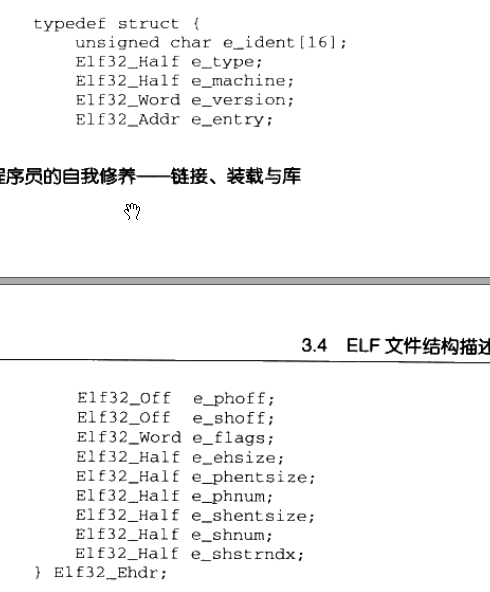 typedef struct {
unsigned char e_ident[16];
Elf32_Half e_type;
Elf32_Half e_machine;
Elf32_Word e_version;
Elf32_Addr e_entry;
程序员的自我修养——链接、装载与库
3.4 ELF 文件结构描述
Elf32_Off e_phoff;
Elf32_Off e_shoff;
Elf32_Word e_flags;
Elf32_Half e_ehsize;
Elf32_Half e_phentsize;
Elf32_Half e_phnum;
Elf32_Half e_shentsize;
Elf32_Half e_shnum;
Elf32_Half e_shstrndx;
} Elf32_Ehdr;